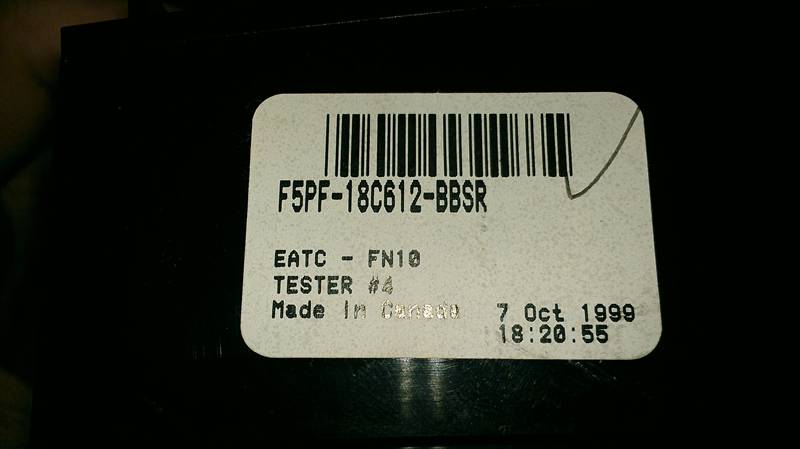 F5PF-18C612-BBSR
EATC - FN10
TESTER #4
Made In Canada
7 Oct 1999
18:20:55